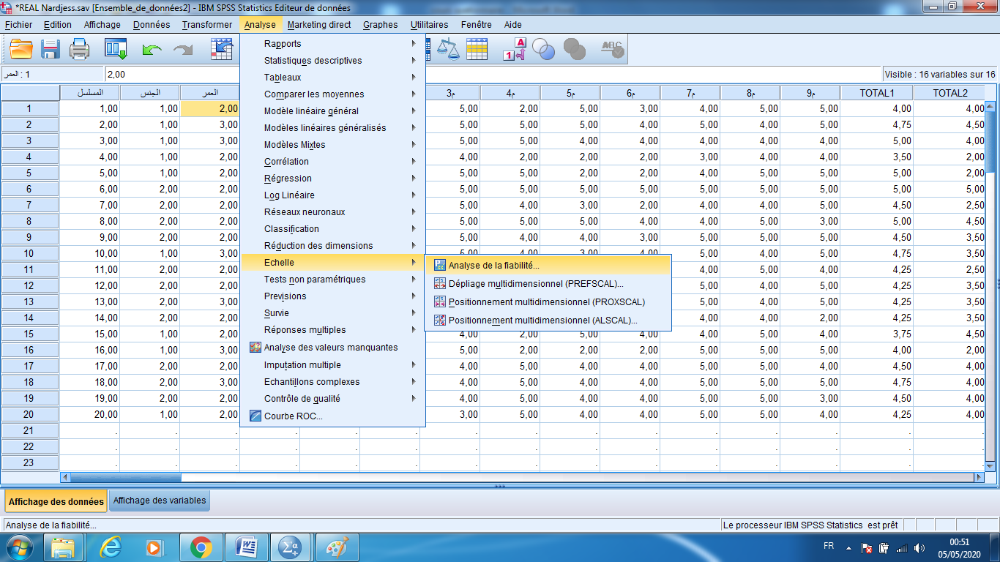 *REAL Nardjess.sav [Ensemble_de_données2] - IBM SPSS Statistics Editeur de données
Fichier Edition Affichage Données Transformer Analyse Marketing direct Graphes Utilitaires Fenêtre Aide
1 A ABC
العمر : 1 2,00 Visible : 16 variables sur 16
المسلسل الجنس العمر م3 م4 م5 م6 م7 م8 م9 TOTAL1 TOTAL2
1 1,00 1,00 2,00 5,00 2,00 5,00 3,00 4,00 5,00 5,00 4,00 4,00
2 2,00 1,00 3,00 5,00 5,00 5,00 4,00 5,00 5,00 4,00 4,75 4,50
3 3,00 1,00 3,00 5,00 5,00 4,00 4,00 5,00 4,00 4,00 5,00 4,00
4 4,00 1,00 2,00 4,00 2,00 2,00 2,00 3,00 4,00 4,00 3,50 2,00
5 5,00 1,00 2,00 5,00 5,00 2,00 2,00 4,00 5,00 5,00 5,00 2,00
6 6,00 2,00 2,00 5,00 5,00 5,00 5,00 5,00 5,00 5,00 5,00 5,00
7 7,00 2,00 2,00 5,00 4,00 3,00 2,00 4,00 4,00 5,00 4,75 2,50
8 8,00 2,00 2,00 5,00 5,00 5,00 4,00 5,00 5,00 3,00 5,00 4,50
9 9,00 2,00 2,00 5,00 4,00 4,00 3,00 5,00 5,00 5,00 4,50 3,50
10 10,00 2,00 3,00 5,00 4,00 3,00 4,00 5,00 5,00 5,00 4,75 3,50
11 11,00 2,00 2,00 5,00 4,00 5,00 4,25 2,50
12 12,00 2,00 2,00 5,00 4,00 5,00 4,50 3,50
13 13,00 2,00 3,00 5,00 4,00 4,00 5,00 4,00
14 14,00 2,00 2,00 4,00 4,00 2,00 4,25 3,50
15 15,00 1,00 2,00 4,00 2,00 5,00 4,00 5,00 5,00 4,00 3,75 4,50
16 16,00 1,00 3,00 5,00 2,00 2,00 2,00 5,00 5,00 4,00 4,00 2,00
17 17,00 2,00 2,00 4,00 5,00 4,00 4,00 5,00 5,00 4,00 4,50 4,00
18 18,00 2,00 3,00 4,00 5,00 4,00 4,00 5,00 5,00 5,00 4,75 4,00
19 19,00 2,00 2,00 4,00 5,00 4,00 4,00 5,00 5,00 3,00 4,50 4,00
20 20,00 1,00 2,00 3,00 5,00 4,00 4,00 5,00 5,00 4,00 4,25 4,00
21
22
23
Rapports
Statistiques descriptives
Tableaux
Comparer les moyennes
Modèle linéaire général
Modèles linéaires généralisés
Modèles Mixtes
Corrélation
Régression
Log Linéaire
Réseaux neuronaux
Classification
Réduction des dimensions
Echelle
Tests non paramétriques
Previsions
Survie
Réponses multiples
Analyse des valeurs manquantes
Imputation multiple
Echantillons complexes
Contrôle de qualité
Courbe ROC...
Analyse de la fiabilité...
Dépliage multidimensionnel (PREFSCAL)...
Positionnement multidimensionnel (PROXSCAL)
Positionnement multidimensionnel (ALSCAL)...
Affichage des données Affichage des variables
Analyse de la fiabilité... Le processeur IBM SPSS Statistics est prêt
FR 00:51
05/05/2020